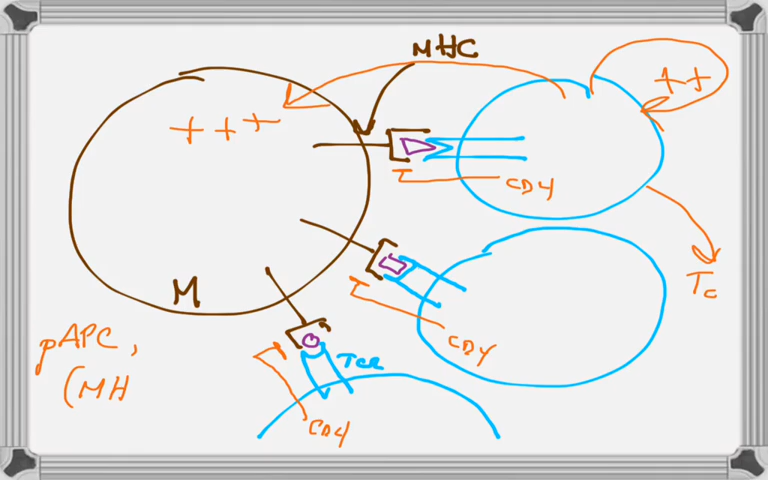 MHC
++
+++
CD4
Tc
M
CD4
pAPC,
(MH
TCR
CD4